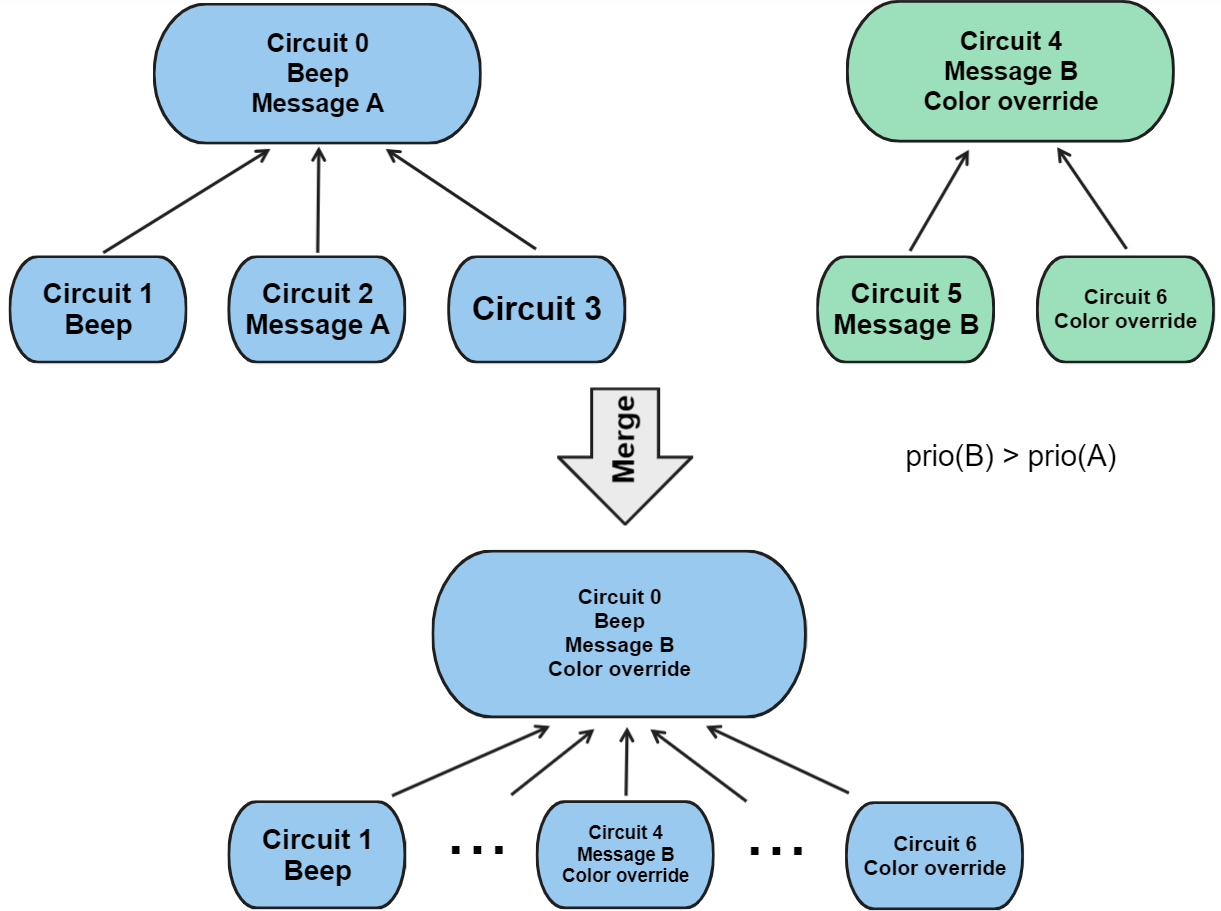 Circuit 0
Beep
Message A
Circuit 4
Message B
Color override
Circuit 1
Beep
Circuit 2
Message A
Circuit 3
Circuit 5
Message B
Circuit 6
Color override
Merge
prio(B) > prio(A)
Circuit 0
Beep
Message B
Color override
Circuit 1
Beep
...
Circuit 4
Message B
Color override
...
Circuit 6
Color override